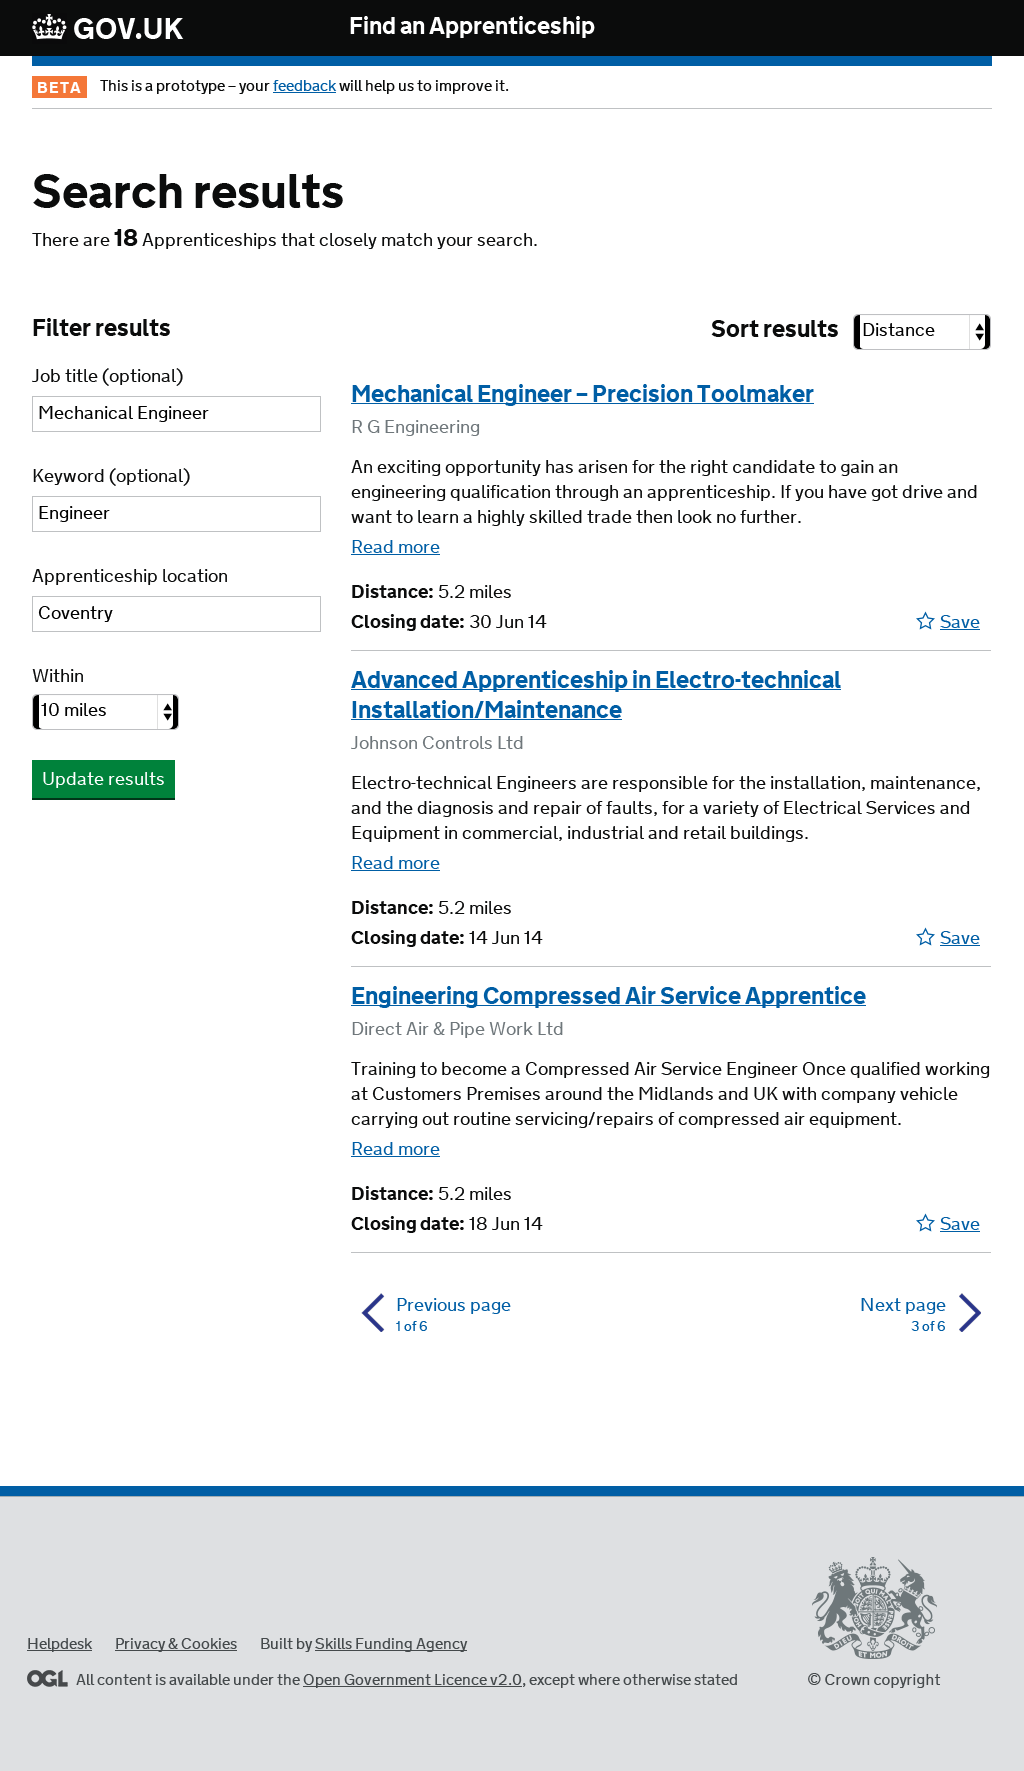 GOV.UK
Find an Apprenticeship
BETA This is a prototype – your feedback will help us to improve it.
Search results
There are 18 Apprenticeships that closely match your search.
Filter results
Job title (optional)
Mechanical Engineer
Keyword (optional)
Engineer
Apprenticeship location
Coventry
Within
10 miles
Update results
Sort results Distance
Mechanical Engineer – Precision Toolmaker
R G Engineering
An exciting opportunity has arisen for the right candidate to gain an
engineering qualification through an apprenticeship. If you have got drive and
want to learn a highly skilled trade then look no further.
Read more
Distance: 5.2 miles
Closing date: 30 Jun 14
Save
Advanced Apprenticeship in Electro-technical
Installation/Maintenance
Johnson Controls Ltd
Electro-technical Engineers are responsible for the installation, maintenance,
and the diagnosis and repair of faults, for a variety of Electrical Services and
Equipment in commercial, industrial and retail buildings.
Read more
Distance: 5.2 miles
Closing date: 14 Jun 14
Save
Engineering Compressed Air Service Apprentice
Direct Air & Pipe Work Ltd
Training to become a Compressed Air Service Engineer Once qualified working
at Customers Premises around the Midlands and UK with company vehicle
carrying out routine servicing/repairs of compressed air equipment.
Read more
Distance: 5.2 miles
Closing date: 18 Jun 14
Save
Previous page
1 of 6
Next page
3 of 6
Helpdesk Privacy & Cookies Built by Skills Funding Agency
OGL All content is available under the Open Government Licence v2.0, except where otherwise stated
DIEU ET MON DROIT
© Crown copyright